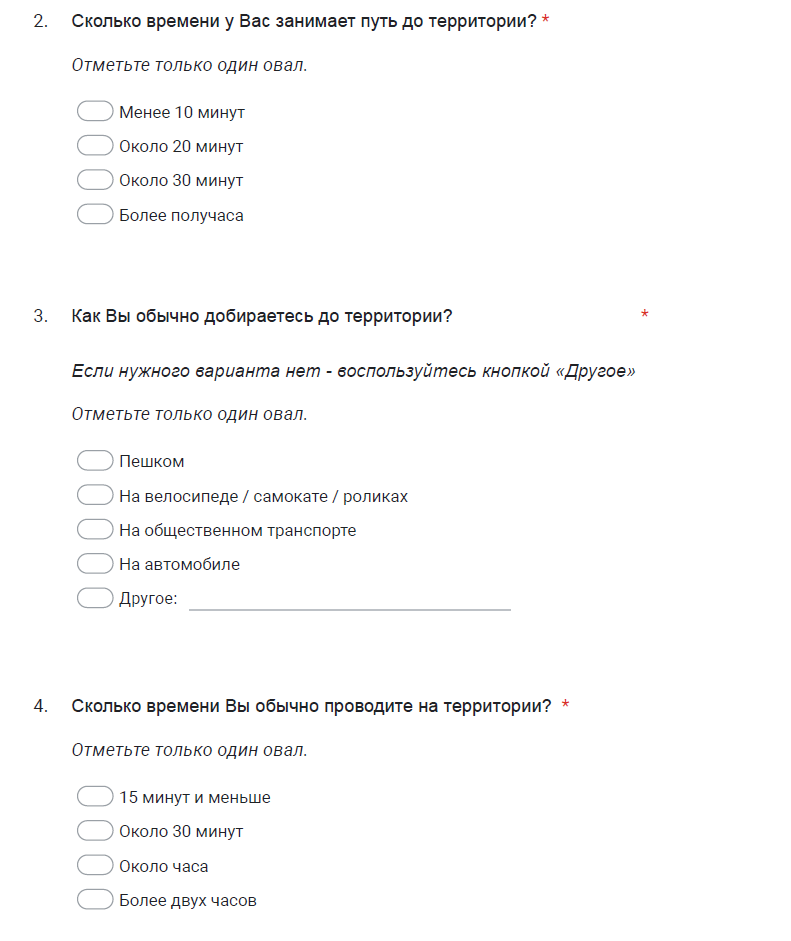 2. Сколько времени у Вас занимает путь до территории? *
Отметьте только один овал.
Менее 10 минут
Около 20 минут
Около 30 минут
Более получаса
3. Как Вы обычно добираетесь до территории? *
Если нужного варианта нет - воспользуйтесь кнопкой «Другое»
Отметьте только один овал.
Пешком
На велосипеде / самокате / роликах
На общественном транспорте
На автомобиле
Другое:
4. Сколько времени Вы обычно проводите на территории? *
Отметьте только один овал.
15 минут и меньше
Около 30 минут
Около часа
Более двух часов